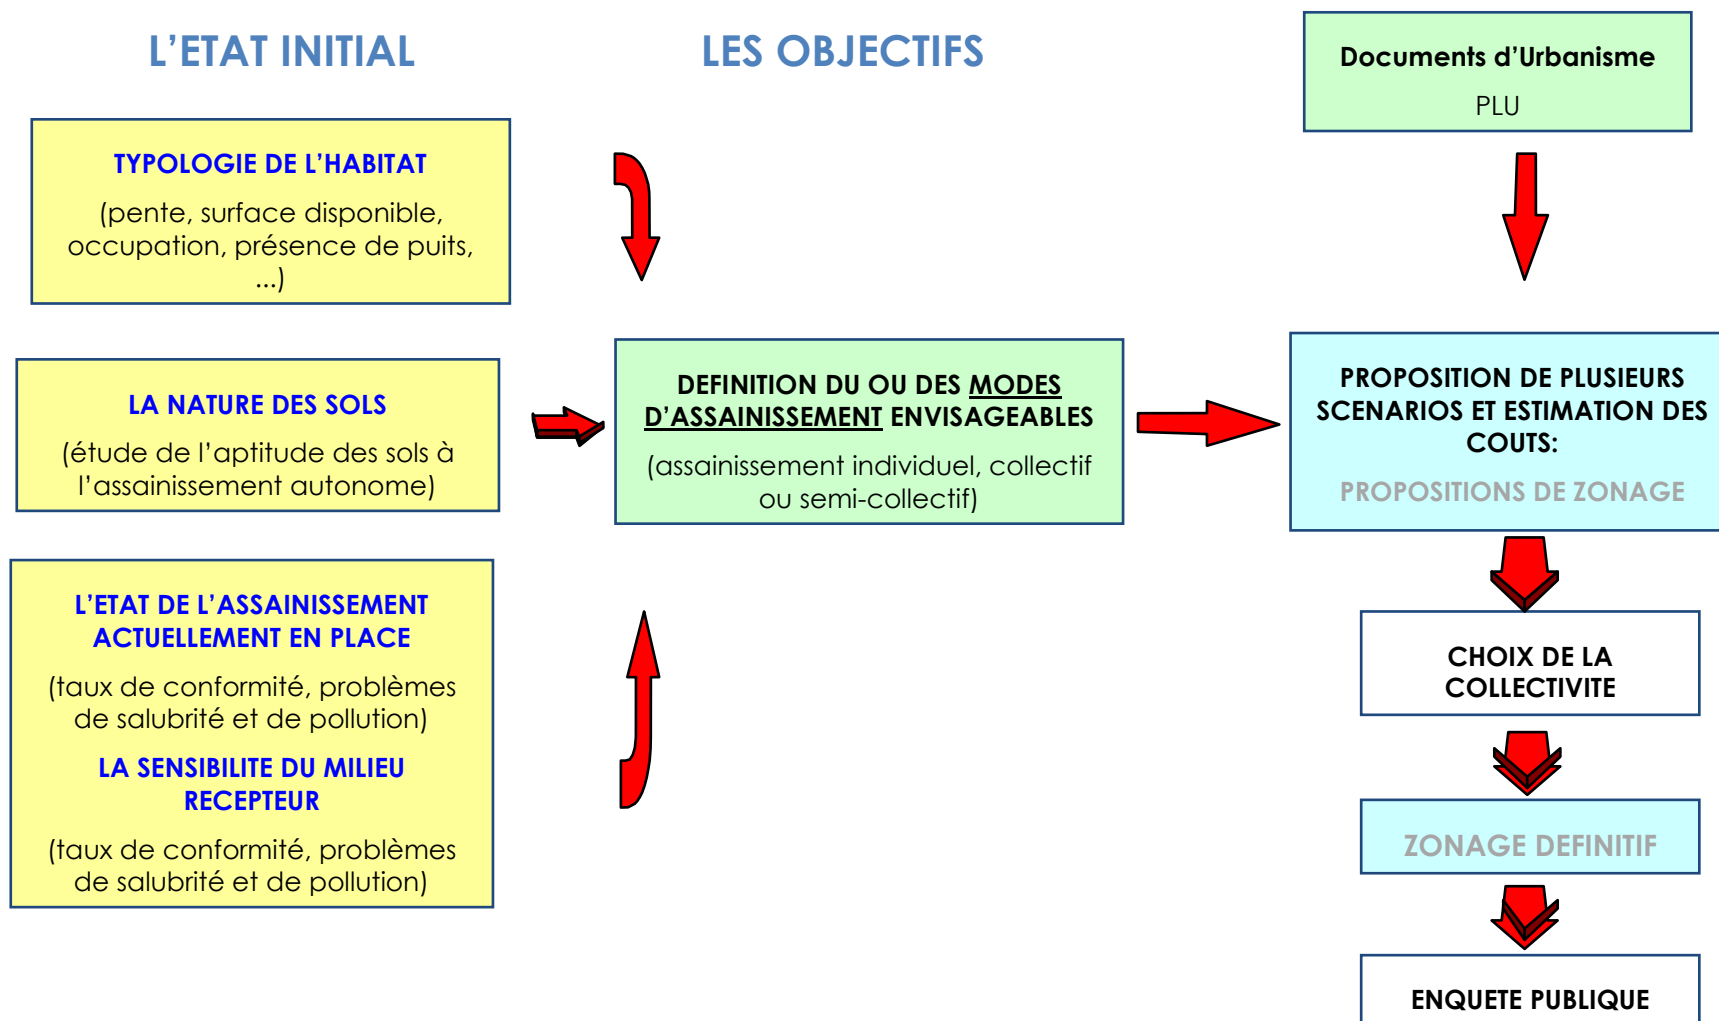 L'ETAT INITIAL
LES OBJECTIFS
Documents d'Urbanisme
PLU
TYPOLOGIE DE L'HABITAT
(pente, surface disponible,
occupation, présence de puits,
...)
LA NATURE DES SOLS
(étude de l'aptitude des sols à
l'assainissement autonome)
L'ETAT DE L'ASSAINISSEMENT
ACTUELLEMENT EN PLACE
(taux de conformité, problèmes
de salubrité et de pollution)
LA SENSIBILITE DU MILIEU
RECEPTEUR
(taux de conformité, problèmes
de salubrité et de pollution)
DEFINITION DU OU DES MODES
D'ASSAINISSEMENT ENVISAGEABLES
(assainissement individuel, collectif
ou semi-collectif)
PROPOSITION DE PLUSIEURS
SCENARIOS ET ESTIMATION DES
COUTS:
PROPOSITIONS DE ZONAGE
CHOIX DE LA
COLLECTIVITE
ZONAGE DEFINITIF
ENQUETE PUBLIQUE